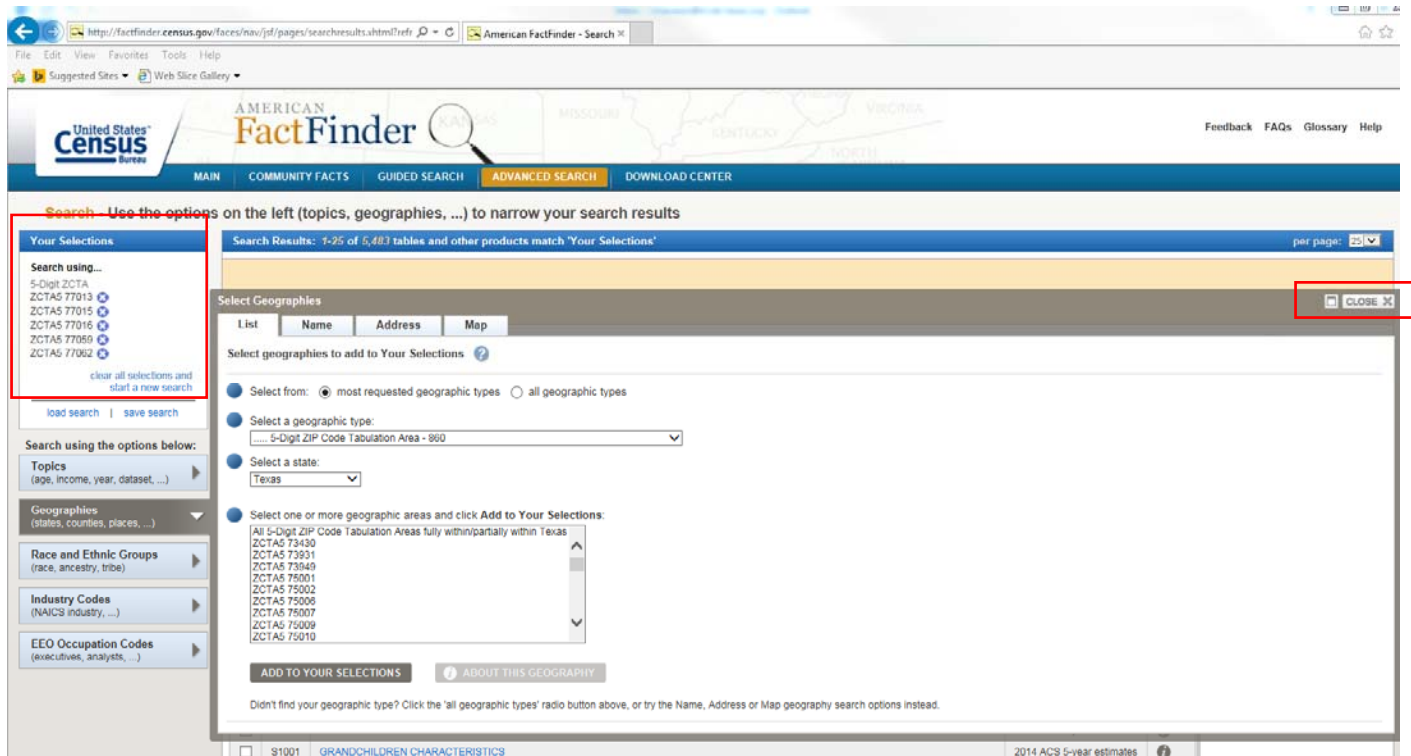 http://factfinder.census.gov/faces/nav/jsf/pages/searchresults.xhtml?refr
American FactFinder - Search
File Edit View Favorites Tools Help
Suggested Sites Web Slice Gallery
United States™
Census
Bureau
AMERICAN
FactFinder
KANSAS MISSOURI KENTUCKY VIRGINIA NORTH
Feedback FAQs Glossary Help
MAIN COMMUNITY FACTS GUIDED SEARCH ADVANCED SEARCH DOWNLOAD CENTER
Search - Use the options on the left (topics, geographies, ...) to narrow your search results
Your Selections
Search Results: 1-25 of 5,483 tables and other products match 'Your Selections'
per page: 25
Search using...
5-Digit ZCTA
ZCTA5 77013
ZCTA5 77015
ZCTA5 77016
ZCTA5 77059
ZCTA5 77062
clear all selections and
start a new search
load search | save search
Search using the options below:
Topics
(age, income, year, dataset, ...)
Geographies
(states, counties, places, ...)
Race and Ethnic Groups
(race, ancestry, tribe)
Industry Codes
(NAICS industry, ...)
EEO Occupation Codes
(executives, analysts, ...)
Select Geographies
CLOSE X
List Name Address Map
Select geographies to add to Your Selections ?
Select from: most requested geographic types all geographic types
Select a geographic type:
..... 5-Digit ZIP Code Tabulation Area - 860
Select a state:
Texas
Select one or more geographic areas and click Add to Your Selections:
All 5-Digit ZIP Code Tabulation Areas fully within/partially within Texas
ZCTA5 73430
ZCTA5 73931
ZCTA5 73949
ZCTA5 75001
ZCTA5 75002
ZCTA5 75006
ZCTA5 75007
ZCTA5 75009
ZCTA5 75010
ADD TO YOUR SELECTIONS
i ABOUT THIS GEOGRAPHY
Didn't find your geographic type? Click the 'all geographic types' radio button above, or try the Name, Address or Map geography search options instead.
S1001 GRANDCHILDREN CHARACTERISTICS 2014 ACS 5-year estimates